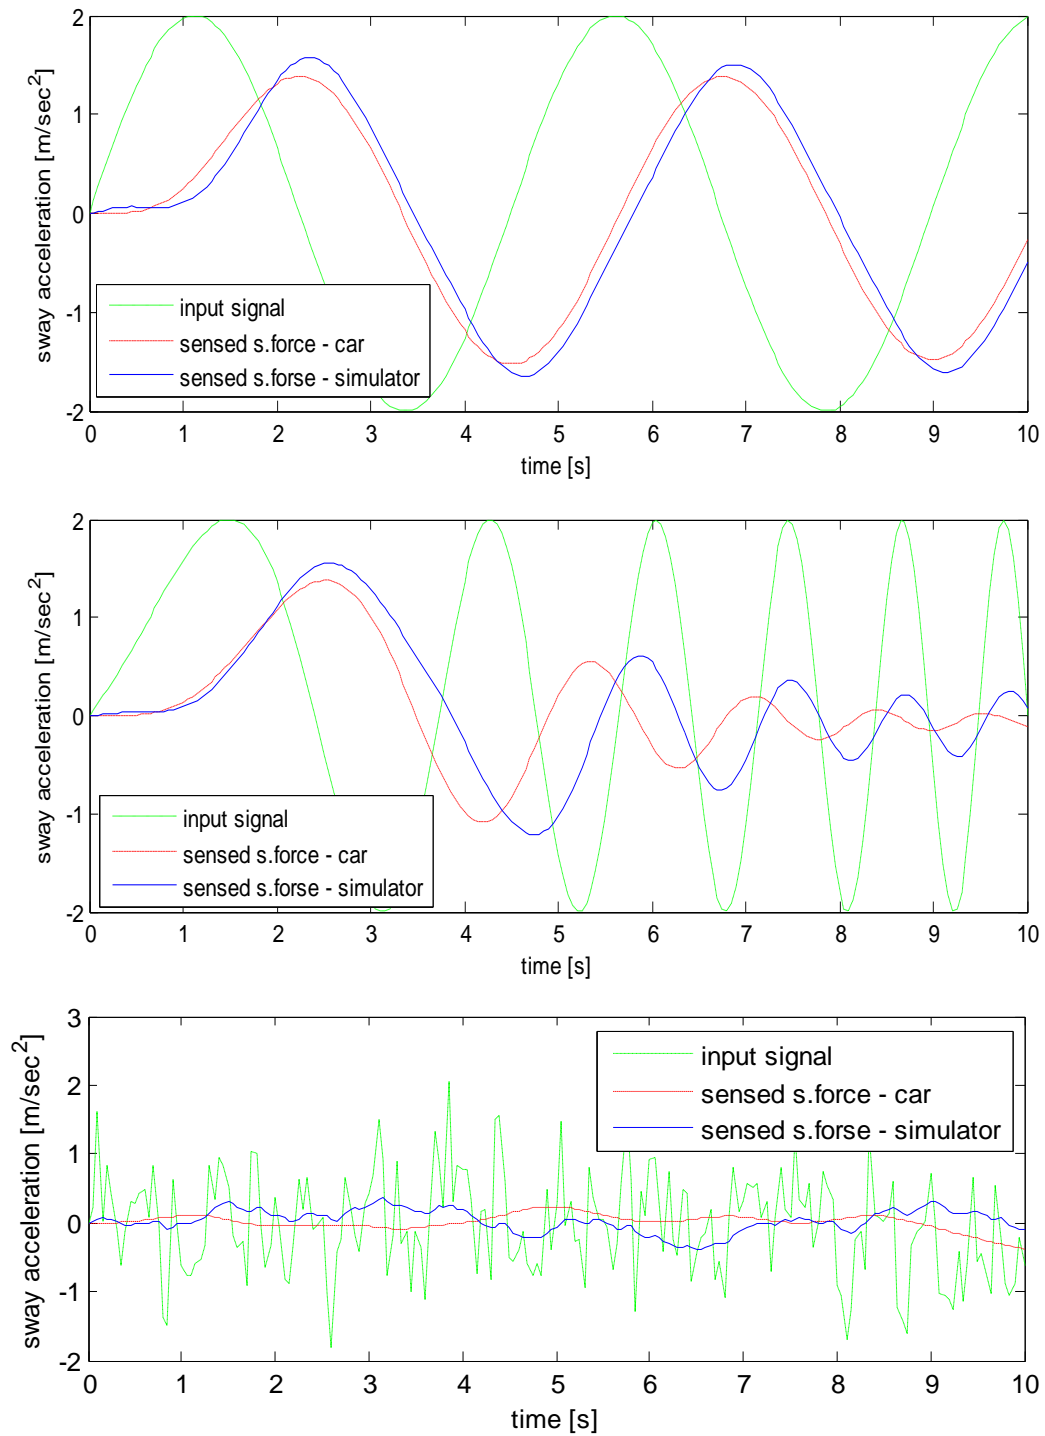 2
1
0
-1
-2
sway acceleration [m/sec²]
input signal
sensed s.force - car
sensed s.forse - simulator
0 1 2 3 4 5 6 7 8 9 10
time [s]
2
1
0
-1
-2
sway acceleration [m/sec²]
input signal
sensed s.force - car
sensed s.forse - simulator
0 1 2 3 4 5 6 7 8 9 10
time [s]
3
2
1
0
-1
-2
sway acceleration [m/sec²]
input signal
sensed s.force - car
sensed s.forse - simulator
0 1 2 3 4 5 6 7 8 9 10
time [s]